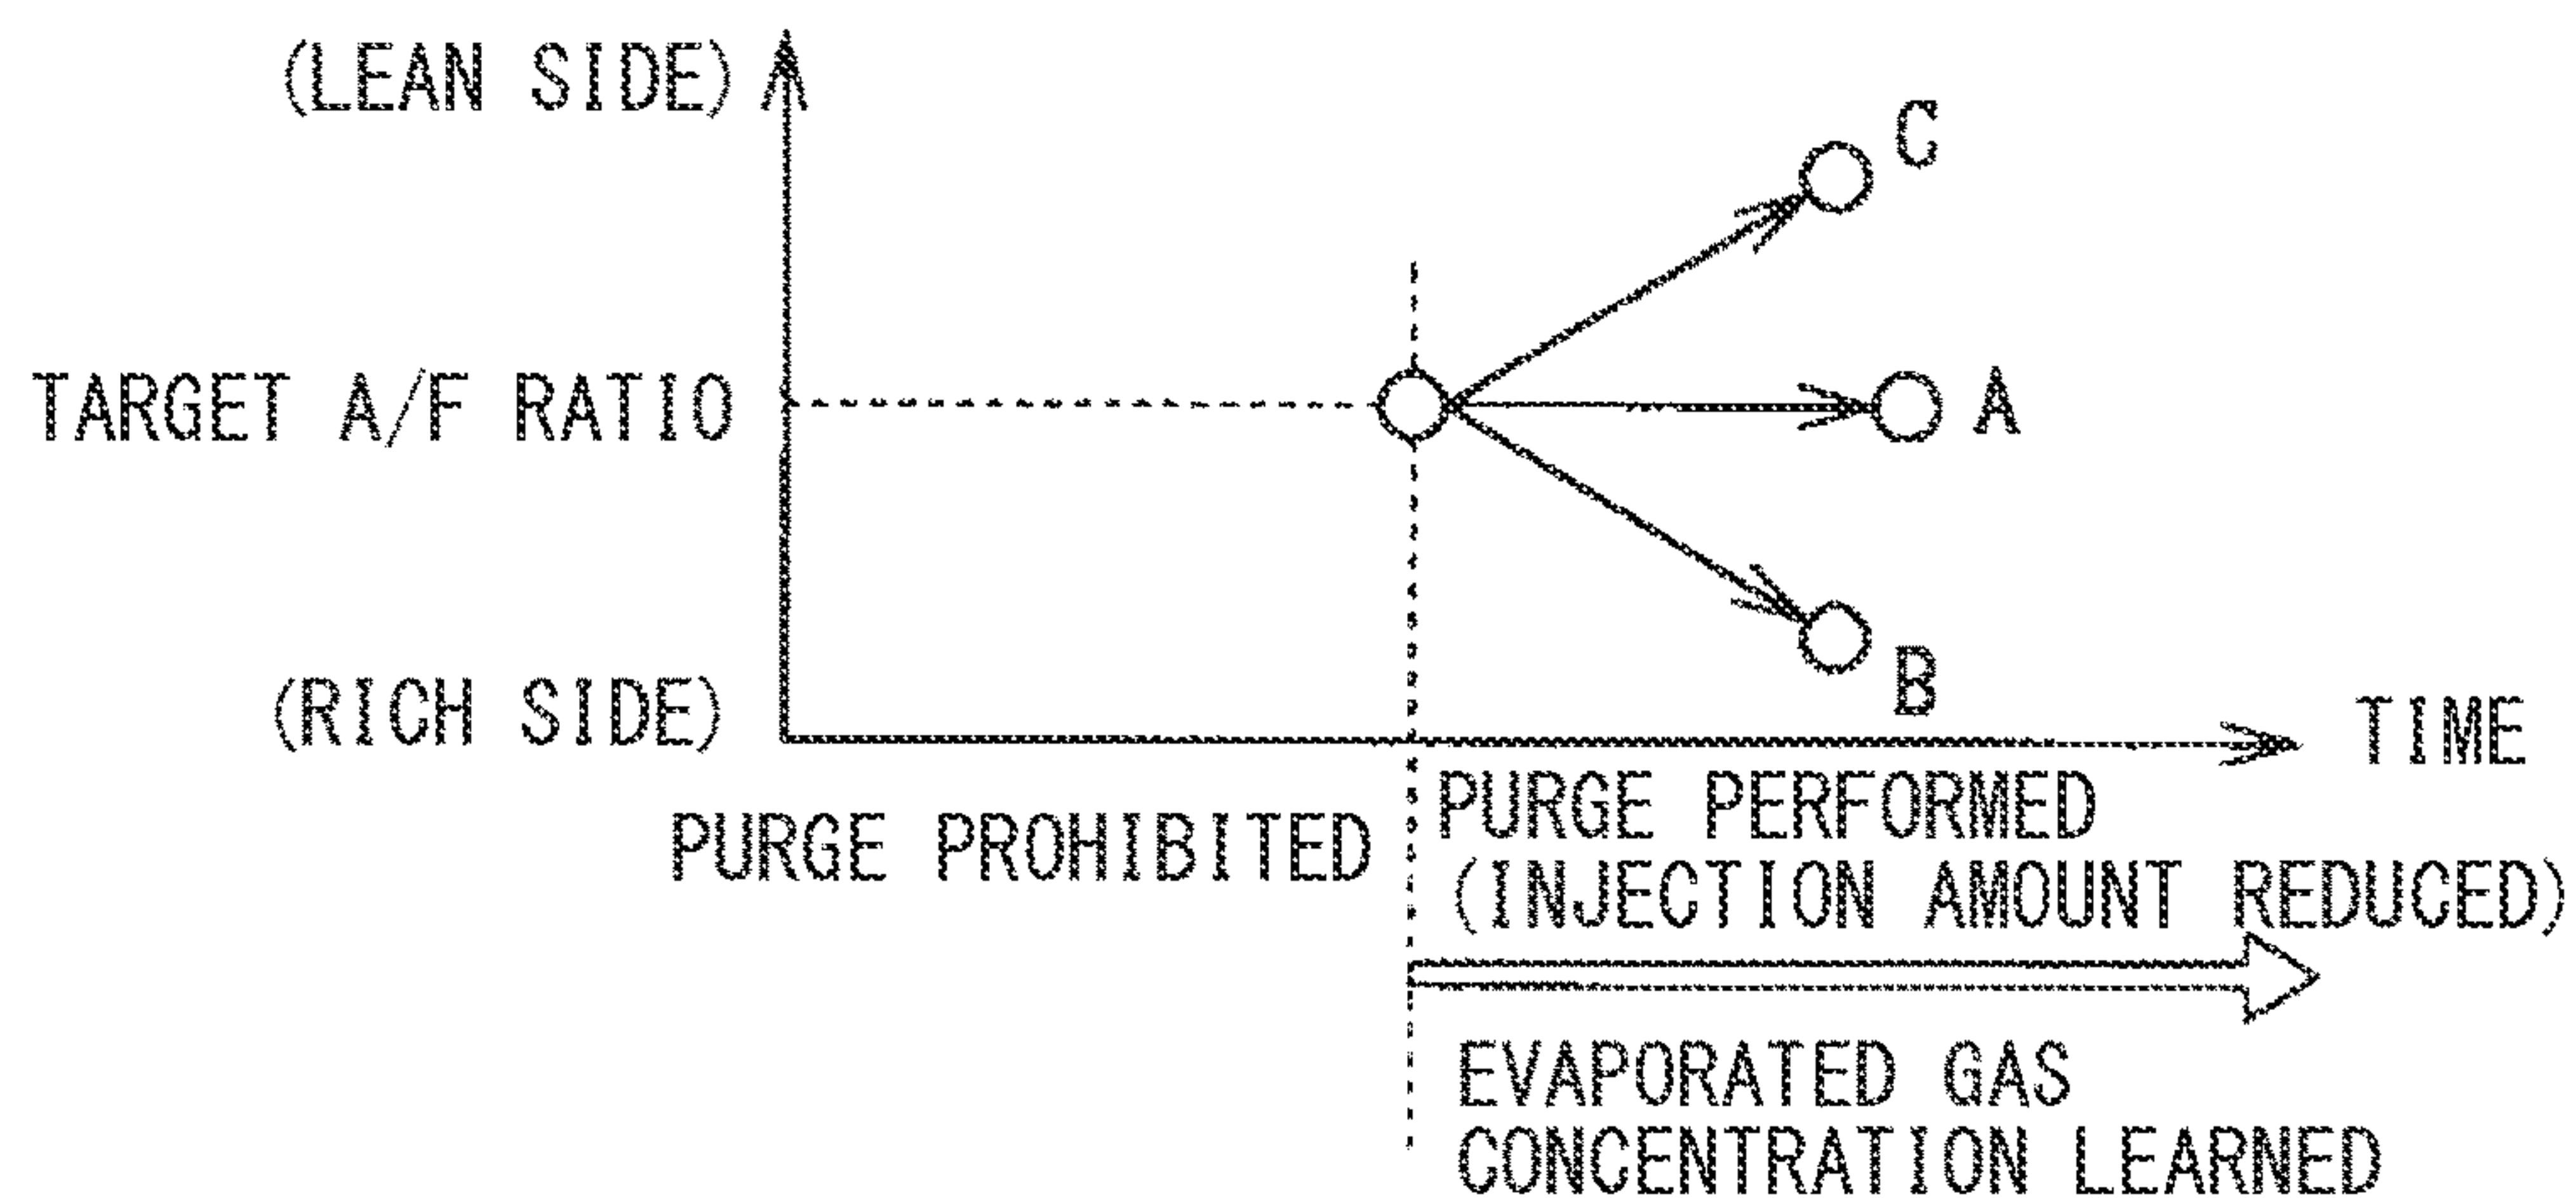 (LEAN SIDE)
C
TARGET A/F RATIO
A
B
(RICH SIDE)
TIME
PURGE PROHIBITED
PURGE PERFORMED
(INJECTION AMOUNT REDUCED)
EVAPORATED GAS
CONCENTRATION LEARNED